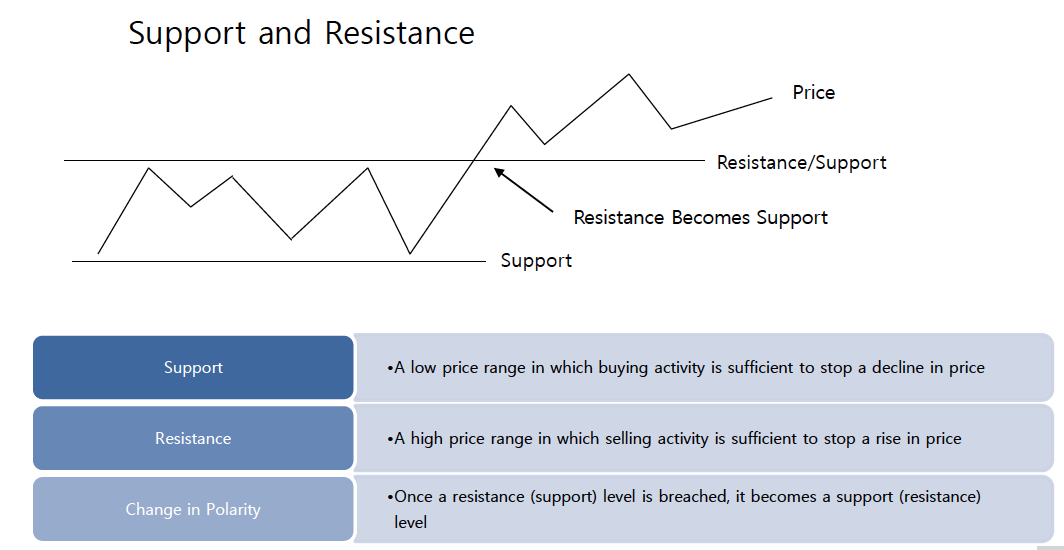 Support and Resistance
Price
Resistance/Support
Resistance Becomes Support
Support
Support
•A low price range in which buying activity is sufficient to stop a decline in price
Resistance
•A high price range in which selling activity is sufficient to stop a rise in price
Change in Polarity
•Once a resistance (support) level is breached, it becomes a support (resistance)
level